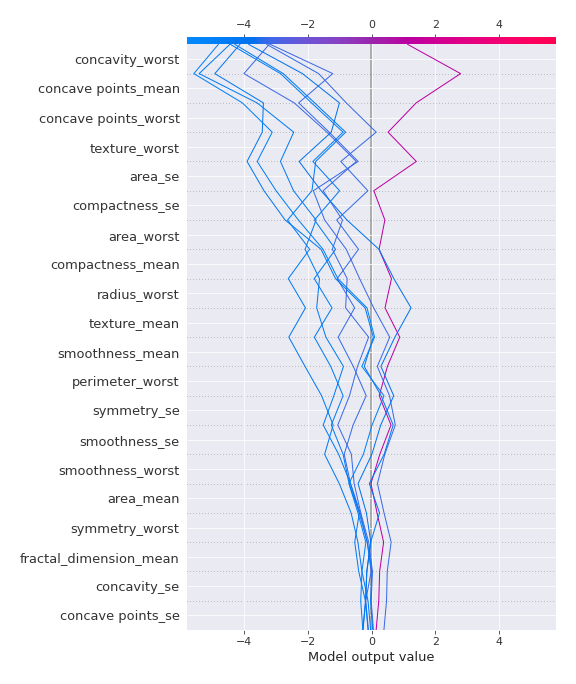 −4 −2 0 2 4
concavity_worst
concave points_mean
concave points_worst
texture_worst
area_se
compactness_se
area_worst
compactness_mean
radius_worst
texture_mean
smoothness_mean
perimeter_worst
symmetry_se
smoothness_se
smoothness_worst
area_mean
symmetry_worst
fractal_dimension_mean
concavity_se
concave points_se
−4 −2 0 2 4
Model output value